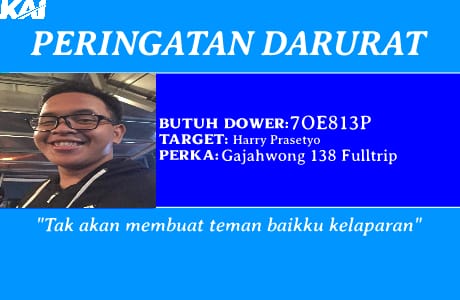 KAI
PERINGATAN DARURAT
BUTUH DOWER:7OE813P
TARGET: Harry Prasetyo
PERKA: Gajahwong 138 Fulltrip
"Tak akan membuat teman baikku kelaparan"